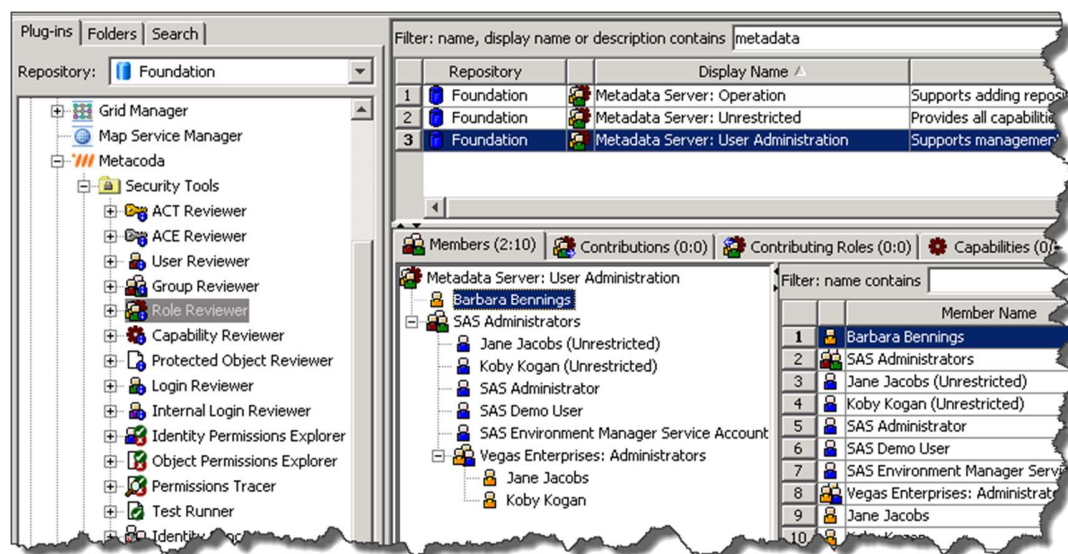 Plug-ins Folders Search
Repository: Foundation
Grid Manager
Map Service Manager
Metacoda
Security Tools
ACT Reviewer
ACE Reviewer
User Reviewer
Group Reviewer
Role Reviewer
Capability Reviewer
Protected Object Reviewer
Login Reviewer
Internal Login Reviewer
Identity Permissions Explorer
Object Permissions Explorer
Permissions Tracer
Test Runner
Filter: name, display name or description contains metadata
Repository Display Name
1 Foundation Metadata Server: Operation Supports adding
2 Foundation Metadata Server: Unrestricted Provides all
3 Foundation Metadata Server: User Administration Supports
Members (2:10) Contributions (0:0) Contributing Roles (0:0) Capabilities
Metadata Server: User Administration
Barbara Bennings
SAS Administrators
Jane Jacobs (Unrestricted)
Koby Kogan (Unrestricted)
SAS Administrator
SAS Demo User
SAS Environment Manager Service Account
Vegas Enterprises: Administrators
Jane Jacobs
Koby Kogan
Filter: name contains
Member Name
1 Barbara Bennings
2 SAS Administrators
3 Jane Jacobs (Unrestricted)
4 Koby Kogan (Unrestricted)
5 SAS Administrator
6 SAS Demo User
7 SAS Environment Manager
8 Vegas Enterprises:
9 Jane Jacobs
10